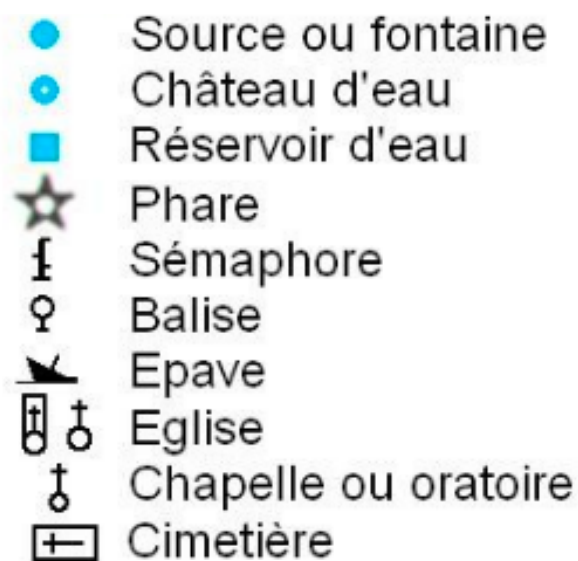 Source ou fontaine
Château d'eau
Réservoir d'eau
Phare
Sémaphore
Balise
Epave
Eglise
Chapelle ou oratoire
Cimetière